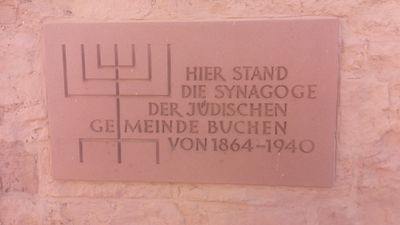 HIER STAND
DIE SYNAGOGE
DER JÜDISCHEN
GEMEINDE BUCHEN
VON 1864-1940